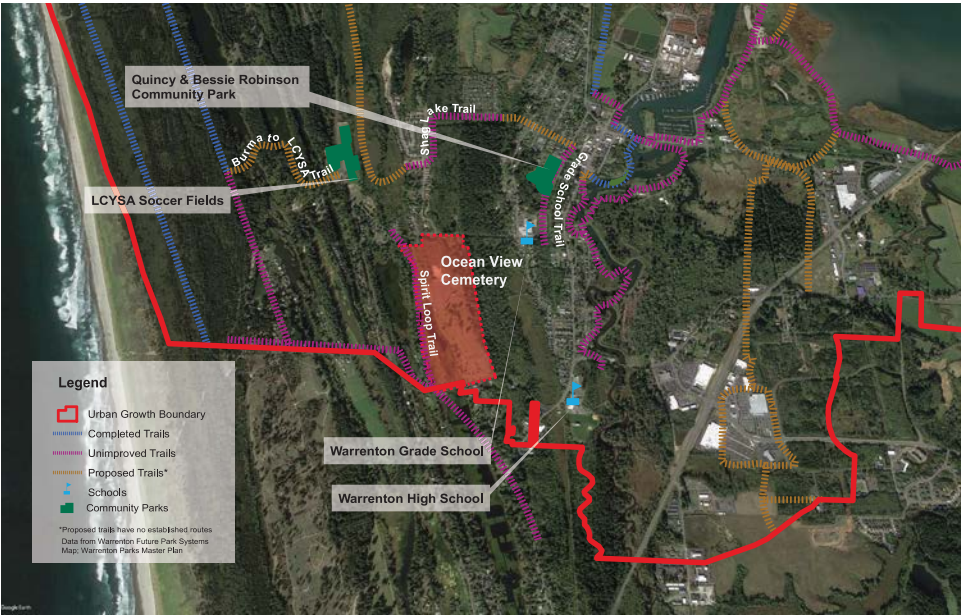 Quincy & Bessie Robinson
Community Park
Shag Lake Trail
Burma to LCYSA Trail
Grade School Trail
LCYSA Soccer Fields
Ocean View
Cemetery
Spirit Loop Trail
Legend
Urban Growth Boundary
Completed Trails
Unimproved Trails
Proposed Trails*
Schools
Community Parks
*Proposed trails have no established routes
Data from Warrenton Future Park Systems
Map; Warrenton Parks Master Plan
Warrenton Grade School
Warrenton High School
Google Earth